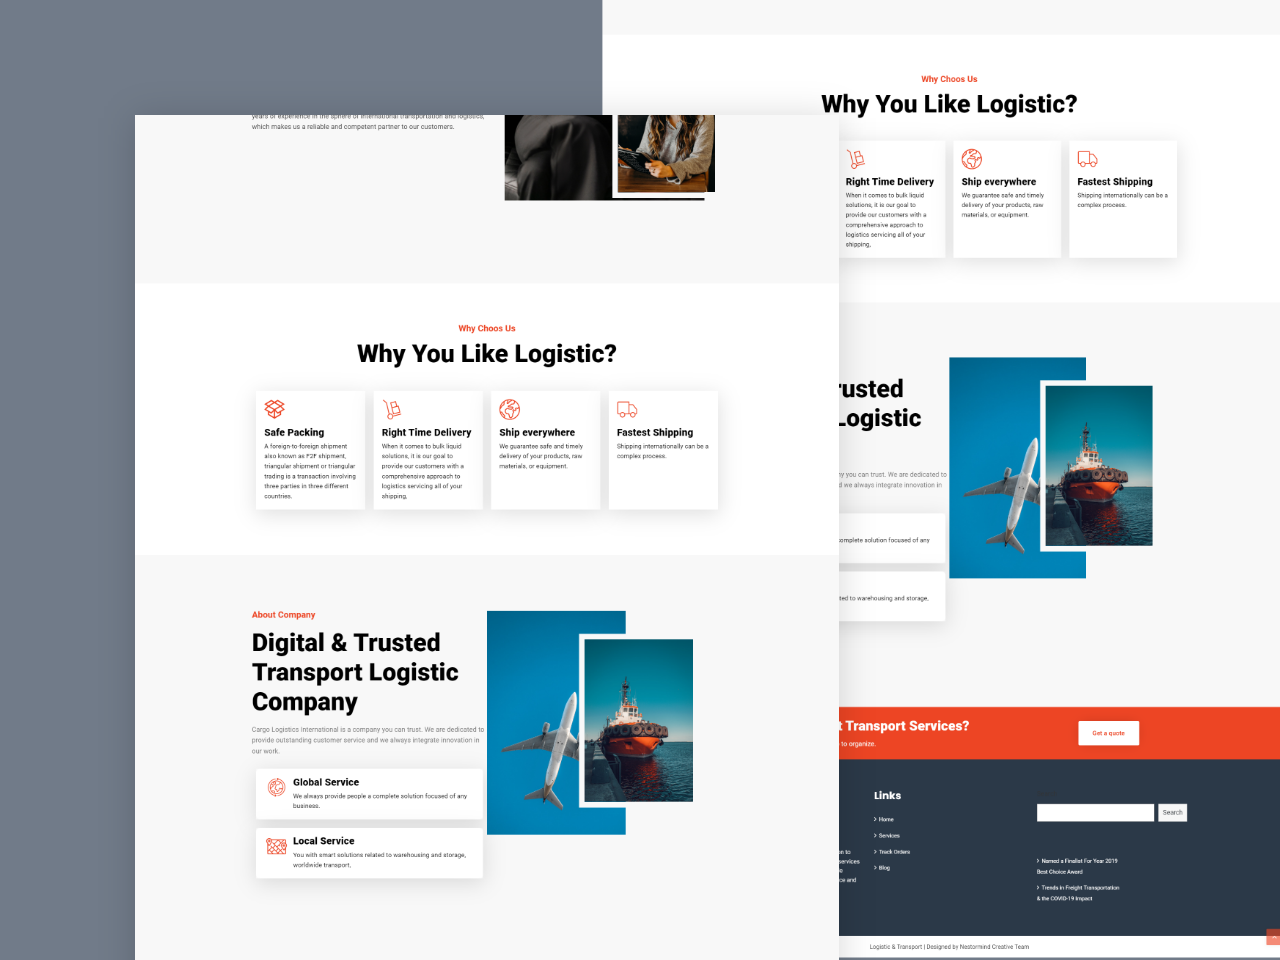 years of experience in the sphere of international transportation and logistics,
which makes us a reliable and competent partner to our customers.
Why Choos Us
Why You Like Logistic?
Safe Packing
A foreign-to-foreign shipment
also known as F2F shipment,
triangular shipment or triangular
trading is a transaction involving
three parties in three different
countries.
Right Time Delivery
When it comes to bulk liquid
solutions, it is our goal to
provide our customers with a
comprehensive approach to
logistics servicing all of your
shipping,
Ship everywhere
We guarantee safe and timely
delivery of your products, raw
materials, or equipment.
Fastest Shipping
Shipping internationally can be a
complex process.
About Company
Digital & Trusted
Transport Logistic
Company
Cargo Logistics International is a company you can trust. We are dedicated to
provide outstanding customer service and we always integrate innovation in
our work.
Global Service
We always provide people a complete solution focused of any
business.
Local Service
You with smart solutions related to warehousing and storage,
worldwide transport,
Why Choos Us
Why You Like Logistic?
Right Time Delivery
When it comes to bulk liquid
solutions, it is our goal to
provide our customers with a
comprehensive approach to
logistics servicing all of your
shipping,
Ship everywhere
We guarantee safe and timely
delivery of your products, raw
materials, or equipment.
Fastest Shipping
Shipping internationally can be a
complex process.
rusted
Logistic
ny you can trust. We are dedicated to
d we always integrate innovation in
omplete solution focused of any
ted to warehousing and storage,
t Transport Services?
to organize.
Get a quote
on to
services
ce and
Links
> Home
> Services
> Track Orders
> Blog
Search
> Named a Finalist For Year 2019
Best Choice Award
> Trends in Freight Transportation
& the COVID-19 Impact
Logistic & Transport | Designed by Nestormind Creative Team